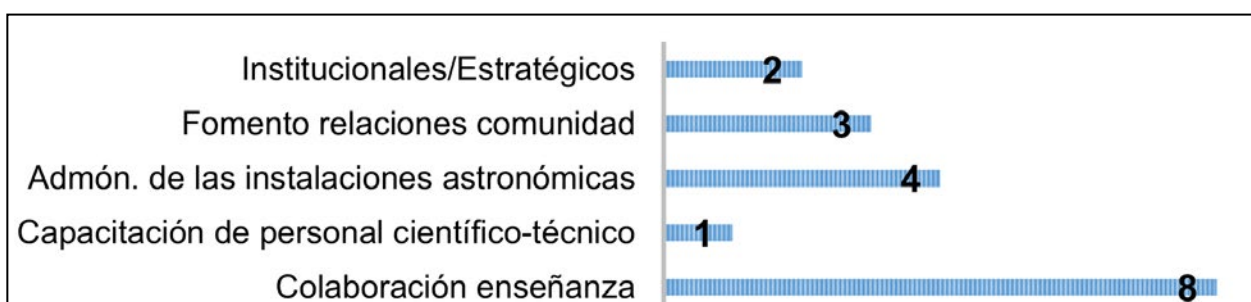 Institucionales/Estratégicos 2
Fomento relaciones comunidad 3
Admón. de las instalaciones astronómicas 4
Capacitación de personal científico-técnico 1
Colaboración enseñanza 8